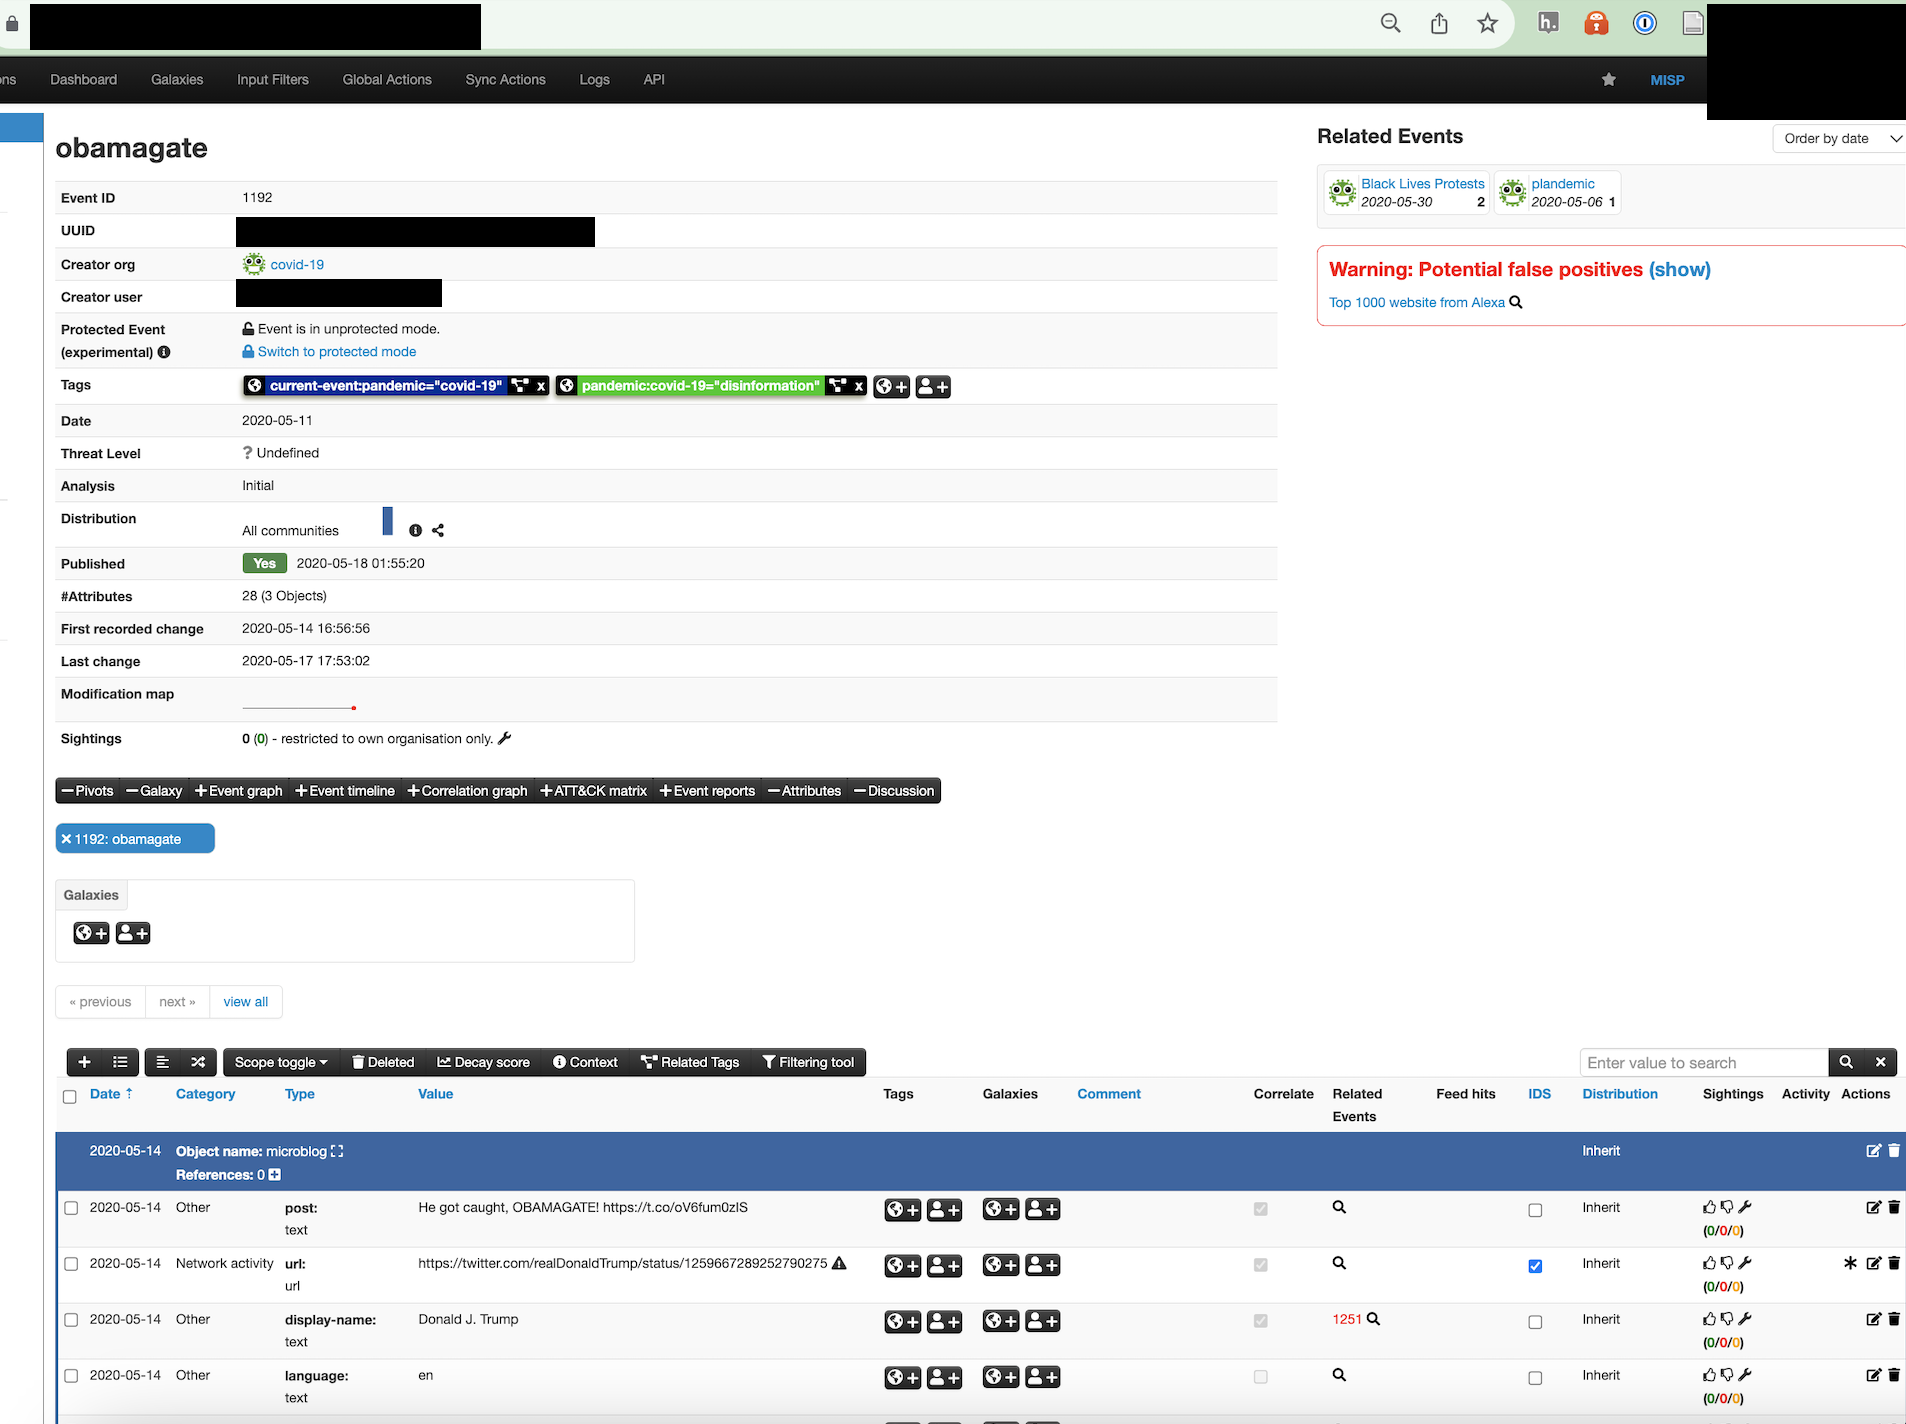 ons Dashboard Galaxies Input Filters Global Actions Sync Actions Logs API MISP
obamagate
Event ID 1192
UUID
Creator org covid-19
Creator user
Protected Event (experimental) Event is in unprotected mode.
Switch to protected mode
Tags current-event:pandemic="covid-19" x pandemic:covid-19="disinformation" x + +
Date 2020-05-11
Threat Level ? Undefined
Analysis Initial
Distribution All communities
Published Yes 2020-05-18 01:55:20
#Attributes 28 (3 Objects)
First recorded change 2020-05-14 16:56:56
Last change 2020-05-17 17:53:02
Modification map
Sightings 0 (0) - restricted to own organisation only.
Related Events Order by date
Black Lives Protests
2020-05-30 2
plandemic
2020-05-06 1
Warning: Potential false positives (show)
Top 1000 website from Alexa
−Pivots −Galaxy +Event graph +Event timeline +Correlation graph +ATT&CK matrix +Event reports −Attributes −Discussion
× 1192: obamagate
Galaxies
+ +
« previous next » view all
+ Scope toggle Deleted Decay score Context Related Tags Filtering tool Enter value to search ×
Date ↑ Category Type Value Tags Galaxies Comment Correlate Related Events Feed hits IDS Distribution Sightings Activity Actions
2020-05-14 Object name: microblog Inherit
References: 0 +
2020-05-14 Other post: He got caught, OBAMAGATE! https://t.co/oV6fum0zIS + + + + Inherit
text (0/0/0)
2020-05-14 Network activity url: https://twitter.com/realDonaldTrump/status/1259667289252790275 + + + + Inherit
url (0/0/0)
2020-05-14 Other display-name: Donald J. Trump + + + + 1251 Inherit
text (0/0/0)
2020-05-14 Other language: en + + + + Inherit
text (0/0/0)